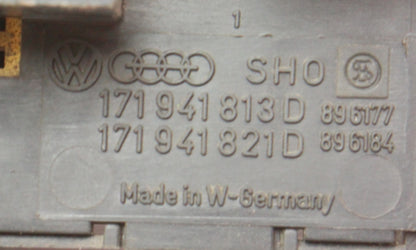 1
SHO
171 941 813 D 896177
171 941 821 D 896184
Made in W-Germany